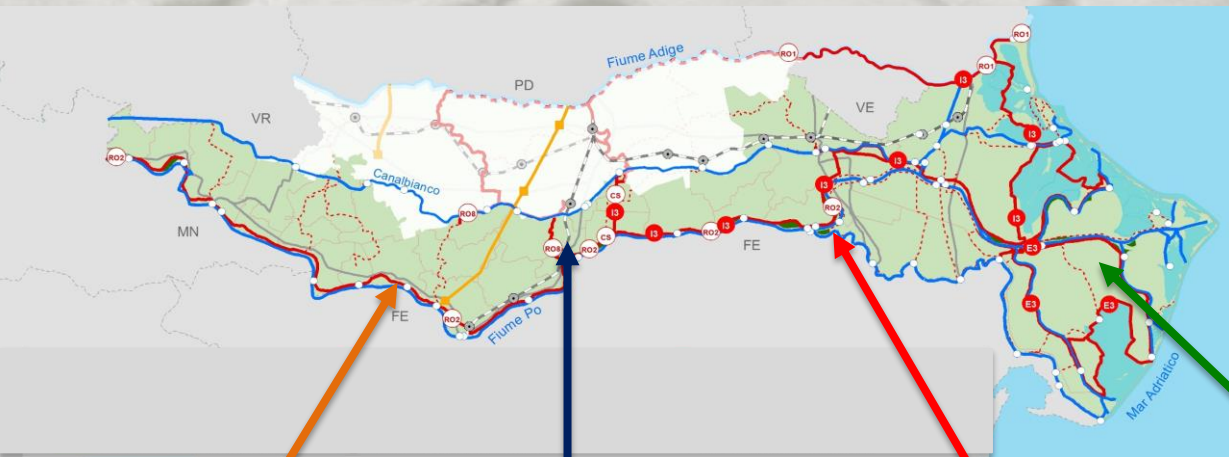 RO1
Fiume Adige
RO1
RO1
I3
PD
VE
VR
I3
RO2
I3
Canalbianco
CS
I3
RO8
RO2
I3
I3
MN
I3
RO2
I3
CS
RO8
RO2
FE
E3
E3
E3
FE
RO2
Fiume Po
Mar Adriatico